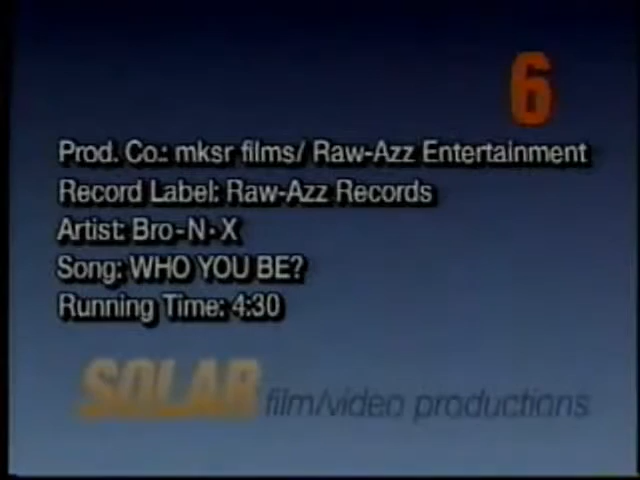 6
Prod. Co.: mksr films/ Raw-Azz Entertainment
Record Label: Raw-Azz Records
Artist: Bro-N-X
Song: WHO YOU BE?
Running Time: 4:30
SOLAR film/video productions